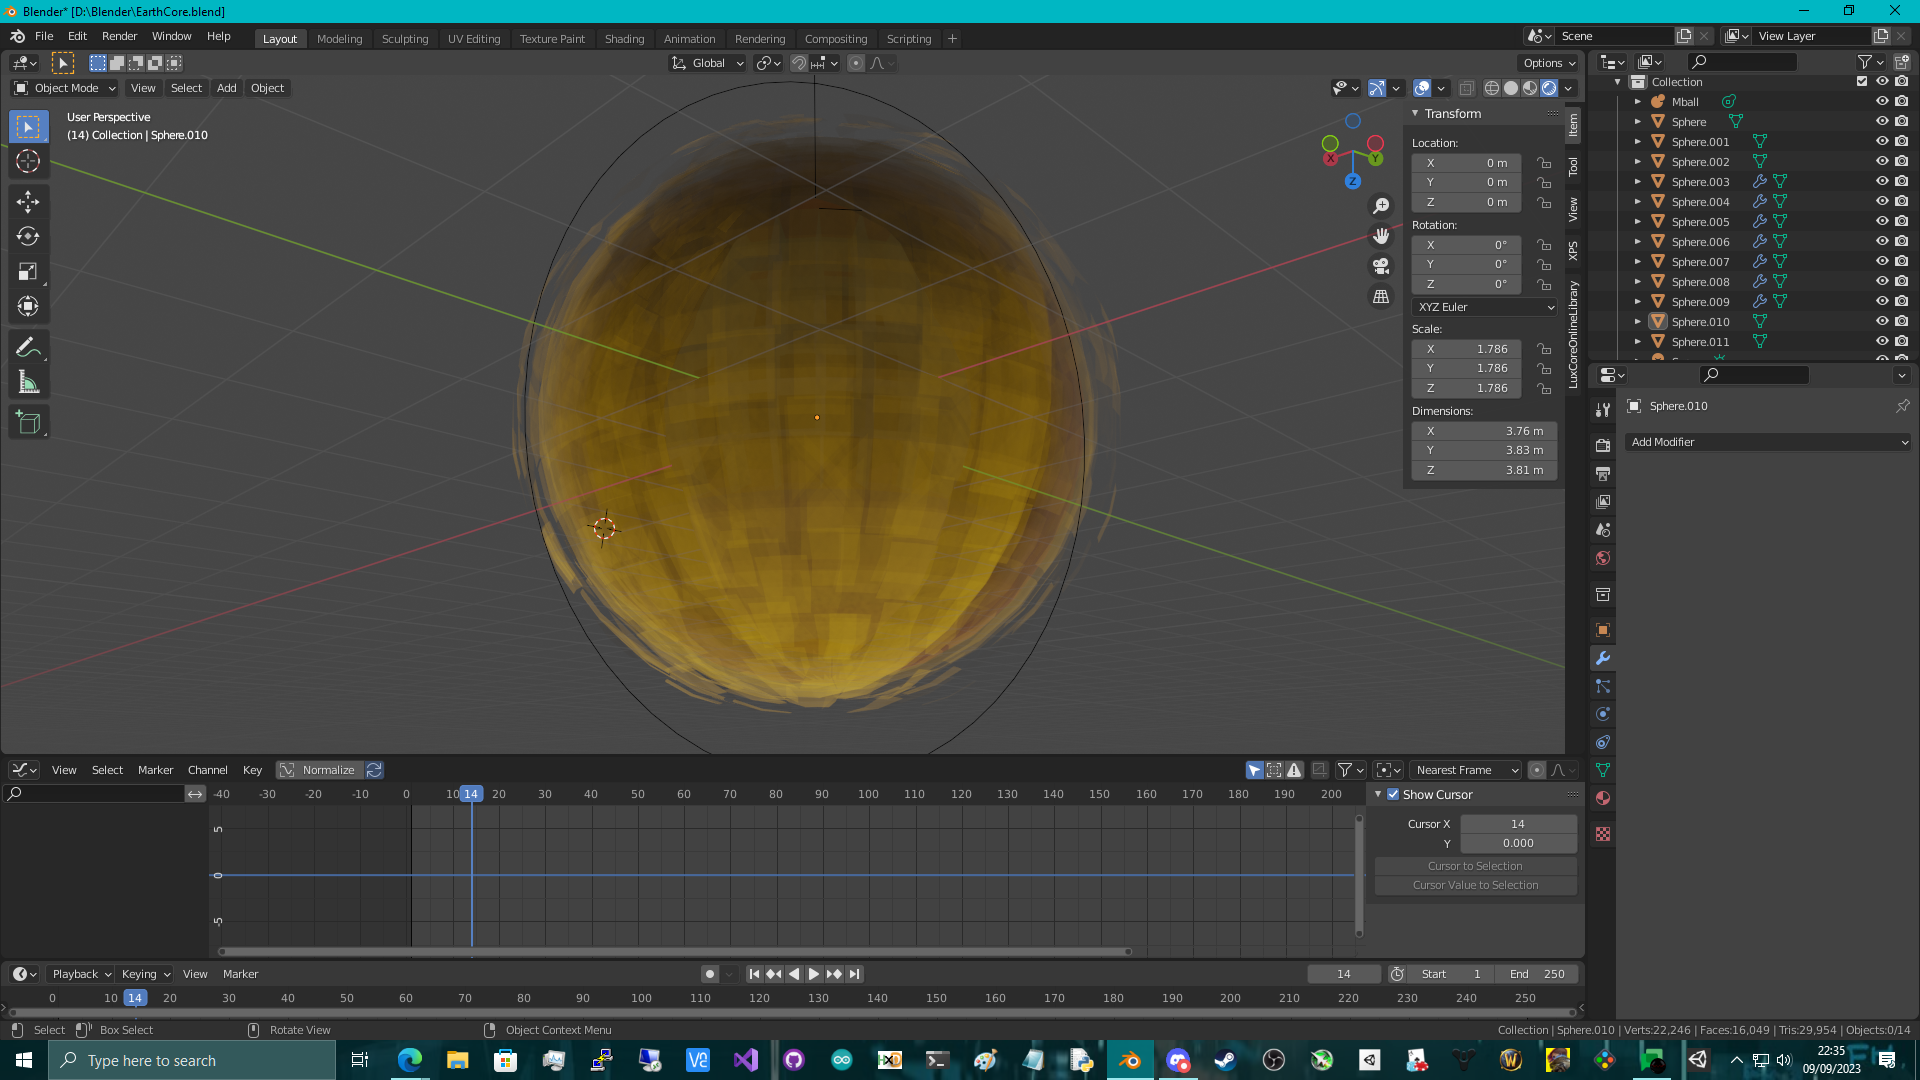 Blender* [D:\Blender\EarthCore.blend]
File Edit Render Window Help Layout Modeling Sculpting UV Editing Texture Paint Shading Animation Rendering Compositing Scripting + Scene View Layer
Global Options
Object Mode View Select Add Object
User Perspective
(14) Collection | Sphere.010
X Y Z
Transform
Location:
X 0 m
Y 0 m
Z 0 m
Rotation:
X 0°
Y 0°
Z 0°
XYZ Euler
Scale:
X 1.786
Y 1.786
Z 1.786
Dimensions:
X 3.76 m
Y 3.83 m
Z 3.81 m
Item
Tool
View
XPS
LuxCoreOnlineLibrary
Collection
Mball
Sphere
Sphere.001
Sphere.002
Sphere.003
Sphere.004
Sphere.005
Sphere.006
Sphere.007
Sphere.008
Sphere.009
Sphere.010
Sphere.011
Sphere.010
Add Modifier
View Select Marker Channel Key Normalize Nearest Frame
-40 -30 -20 -10 0 10 14 20 30 40 50 60 70 80 90 100 110 120 130 140 150 160 170 180 190 200
5
0
-5
Show Cursor
Cursor X 14
Y 0.000
Cursor to Selection
Cursor Value to Selection
Playback Keying View Marker 14 Start 1 End 250
0 10 14 20 30 40 50 60 70 80 90 100 110 120 130 140 150 160 170 180 190 200 210 220 230 240 250
Select Box Select Rotate View Object Context Menu Collection | Sphere.010 | Verts:22,246 | Faces:16,049 | Tris:29,954 | Objects:0/14
Type here to search
22:35
09/09/2023